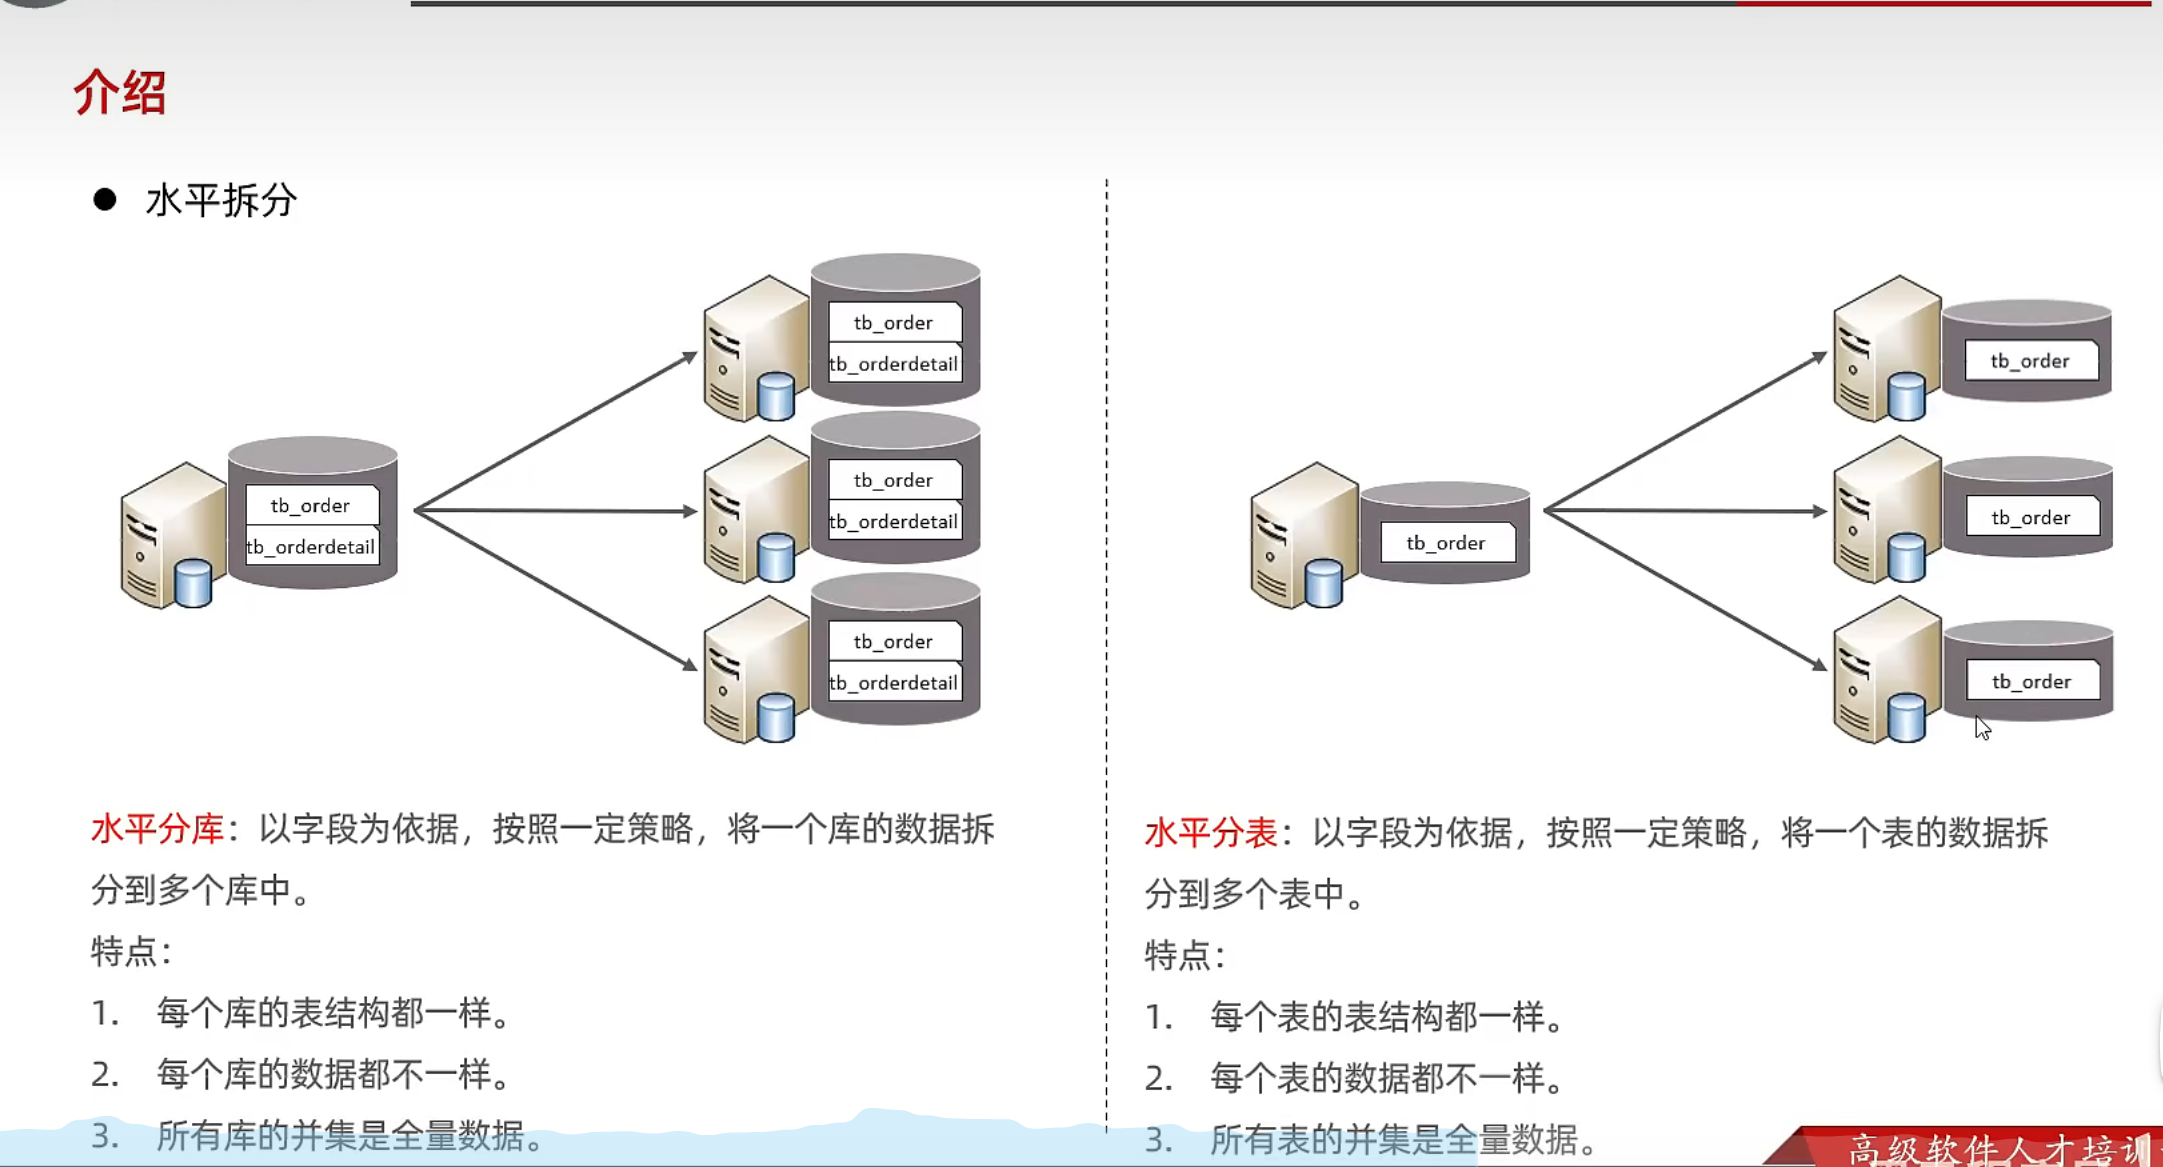 介绍
● 水平拆分
tb_order
tb_orderdetail
tb_order
tb_orderdetail
tb_order
tb_orderdetail
tb_order
tb_orderdetail
水平分库：以字段为依据，按照一定策略，将一个库的数据拆
分到多个库中。
特点：
1. 每个库的表结构都一样。
2. 每个库的数据都不一样。
3. 所有库的并集是全量数据。
tb_order
tb_order
tb_order
tb_order
水平分表：以字段为依据，按照一定策略，将一个表的数据拆
分到多个表中。
特点：
1. 每个表的表结构都一样。
2. 每个表的数据都不一样。
3. 所有表的并集是全量数据。
高级软件人才培训